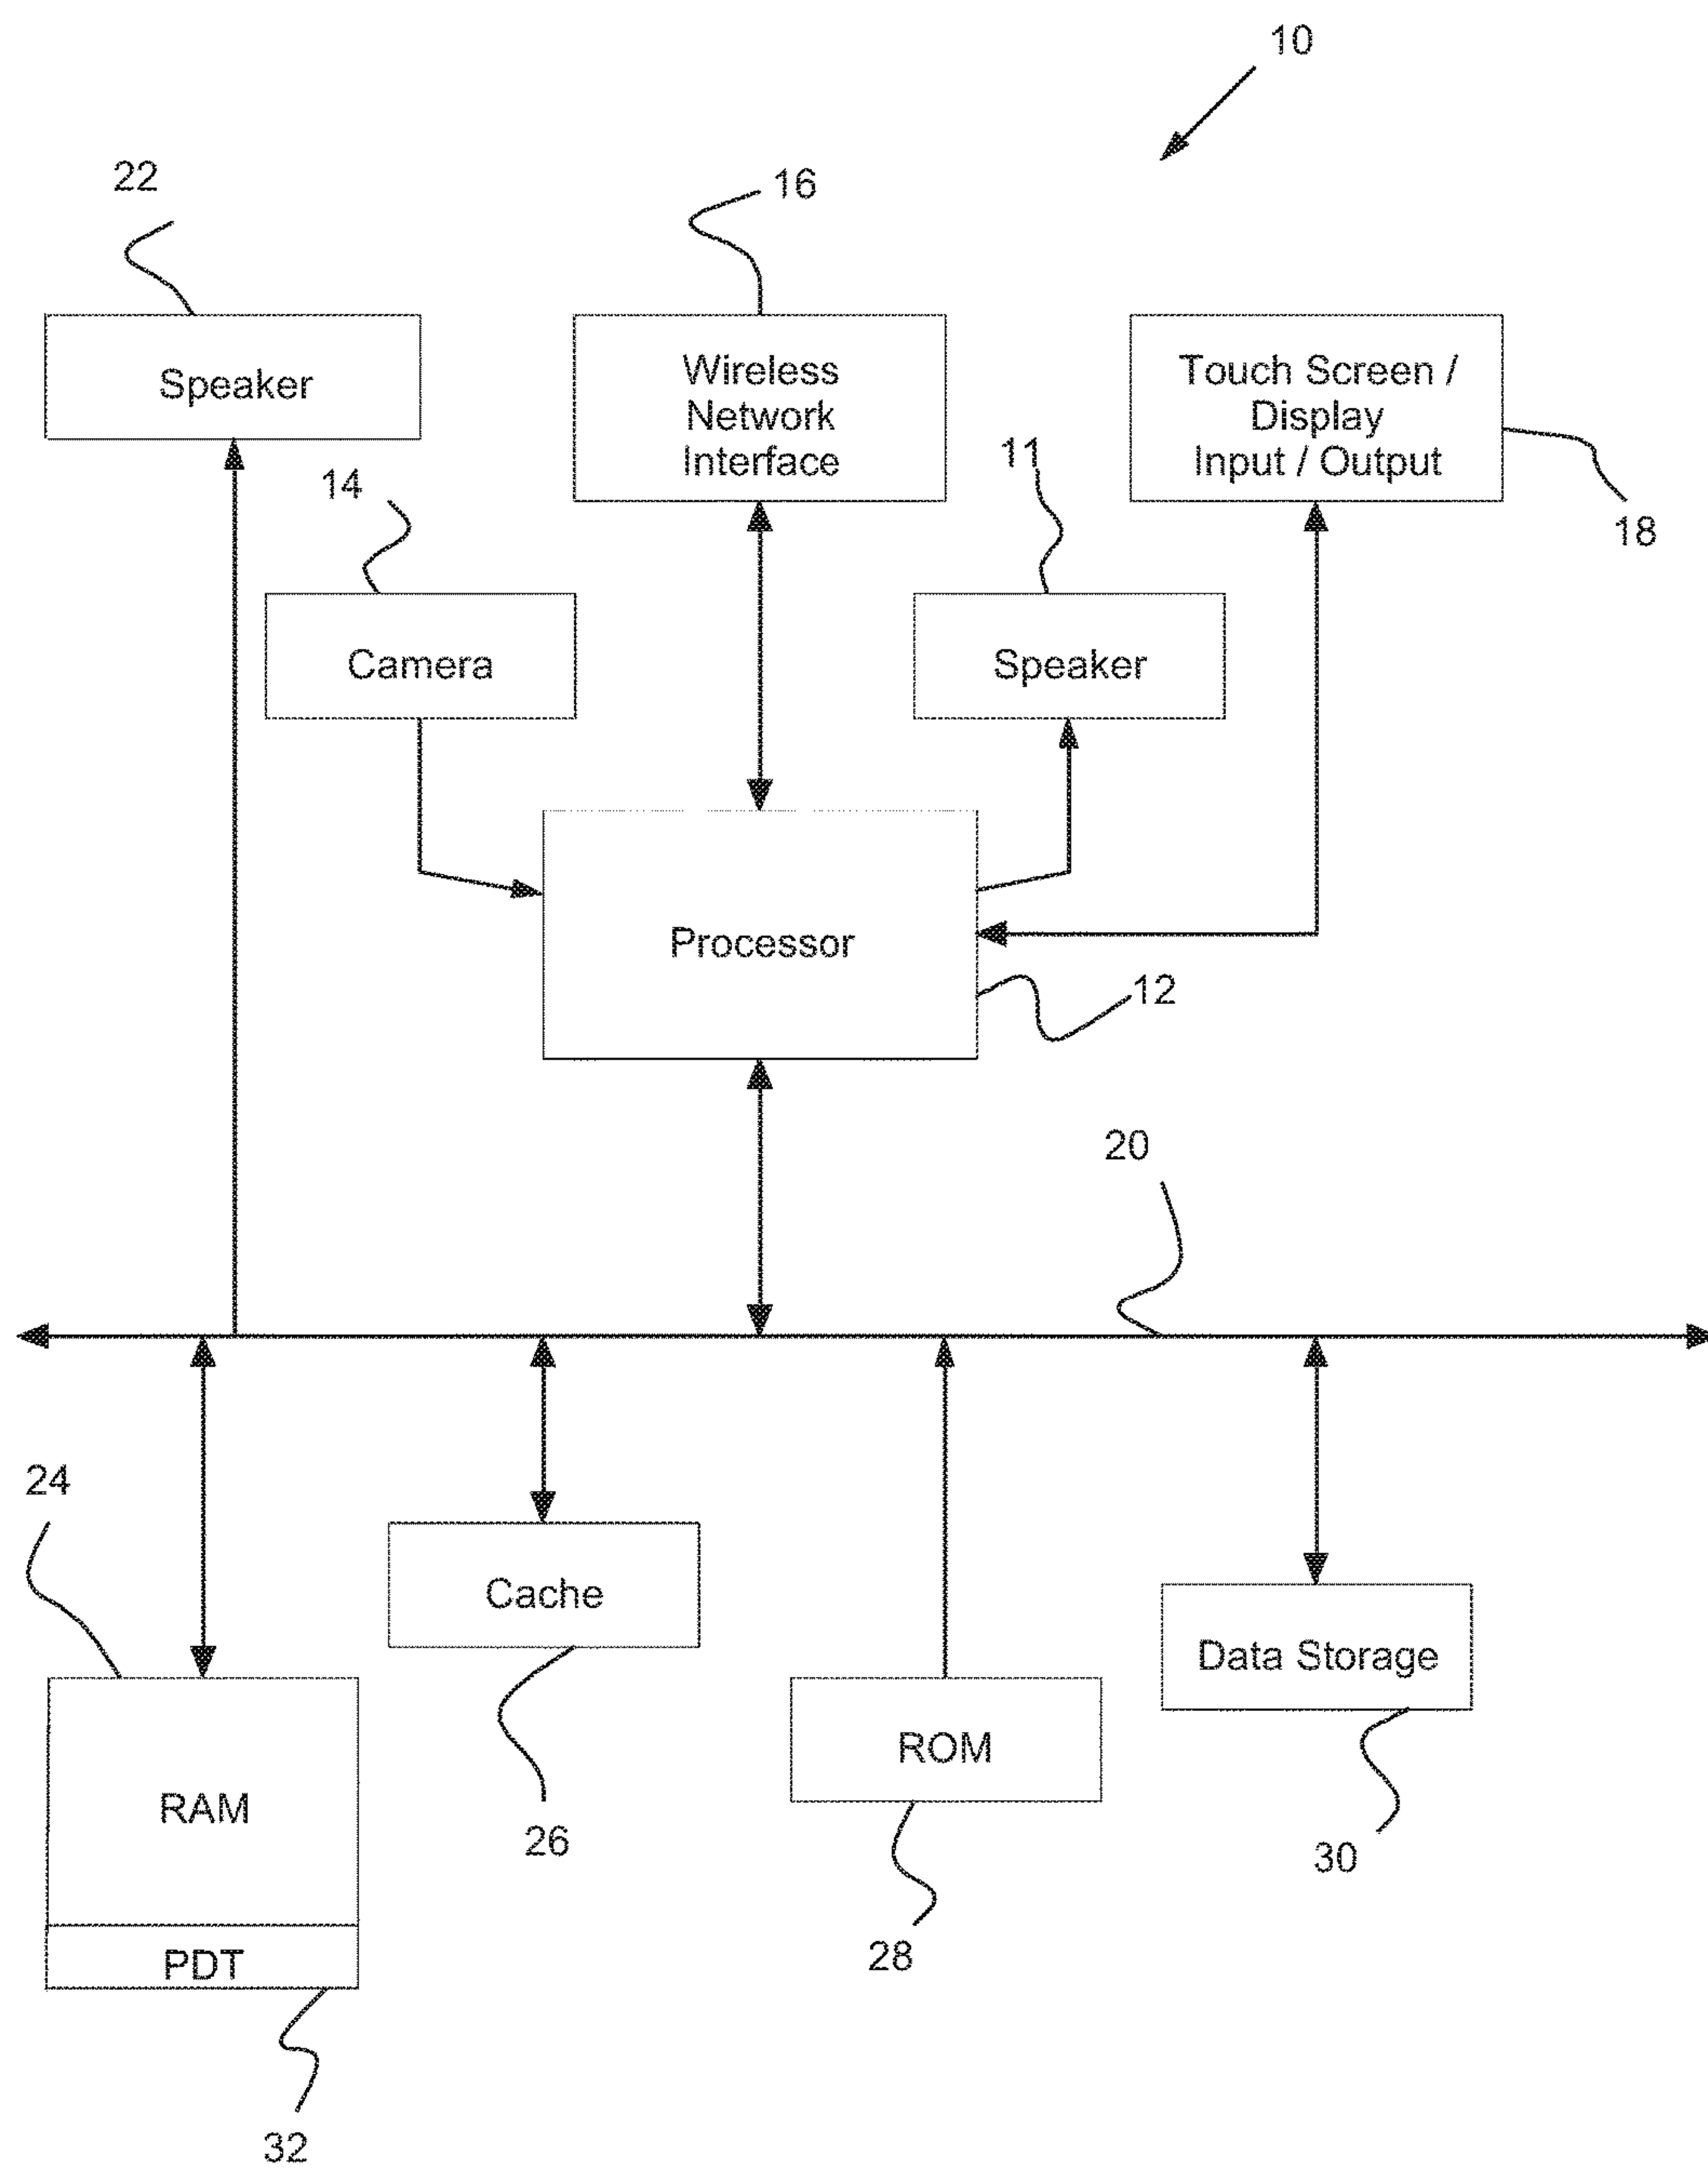 10
22
16
Speaker
Wireless
Network
Interface
Touch Screen /
Display
Input / Output
14
11
18
Camera
Speaker
Processor
12
20
24
Cache
Data Storage
RAM
ROM
26
30
PDT
28
32